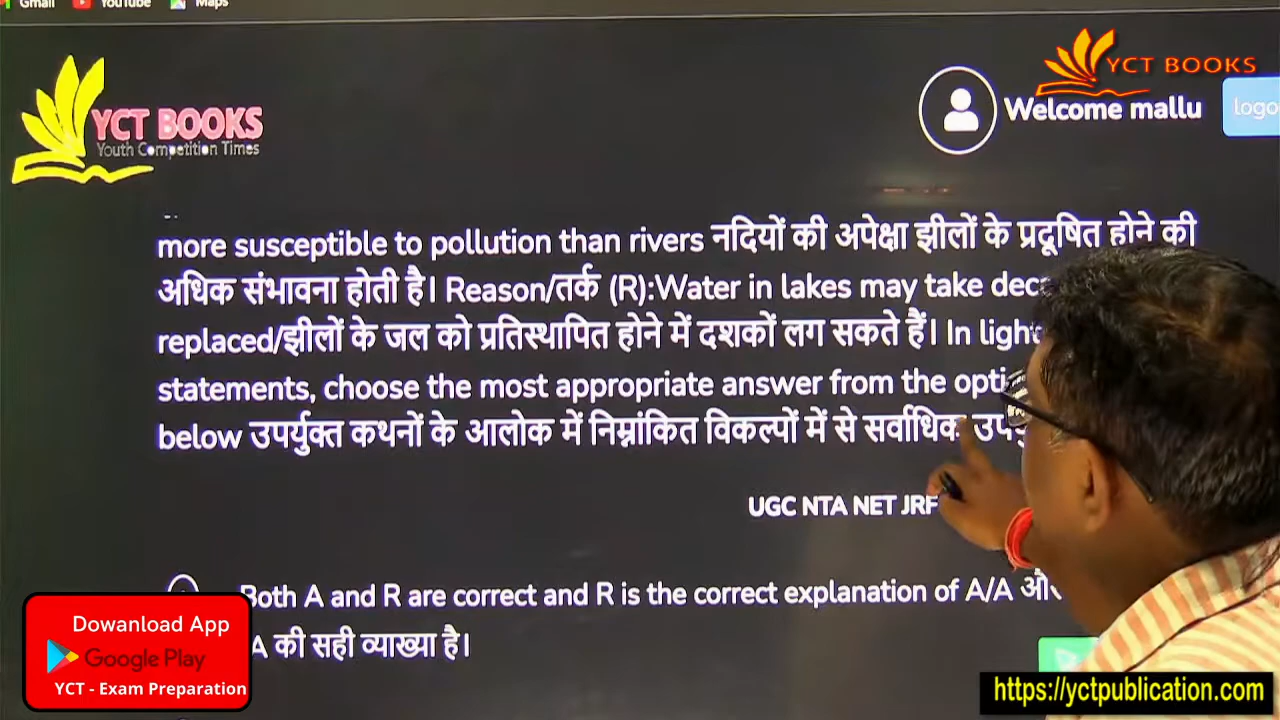 Gmail YouTube Maps
YCT BOOKS
Youth Competition Times
YCT BOOKS
Welcome mallu
more susceptible to pollution than rivers नदियों की अपेक्षा झीलों के प्रदूषित होने की
अधिक संभावना होती है। Reason/तर्क (R):Water in lakes may take
replaced/झीलों के जल को प्रतिस्थापित होने में दशकों लग सकते हैं। In
statements, choose the most appropriate answer from the
below उपर्युक्त कथनों के आलोक में निम्नांकित विकल्पों में से सर्वाधिक
UGC NTA NET JRF
Both A and R are correct and R is the correct explanation of A/A
A की सही व्याख्या है।
Dowanload App
Google Play
YCT - Exam Preparation
https://yctpublication.com